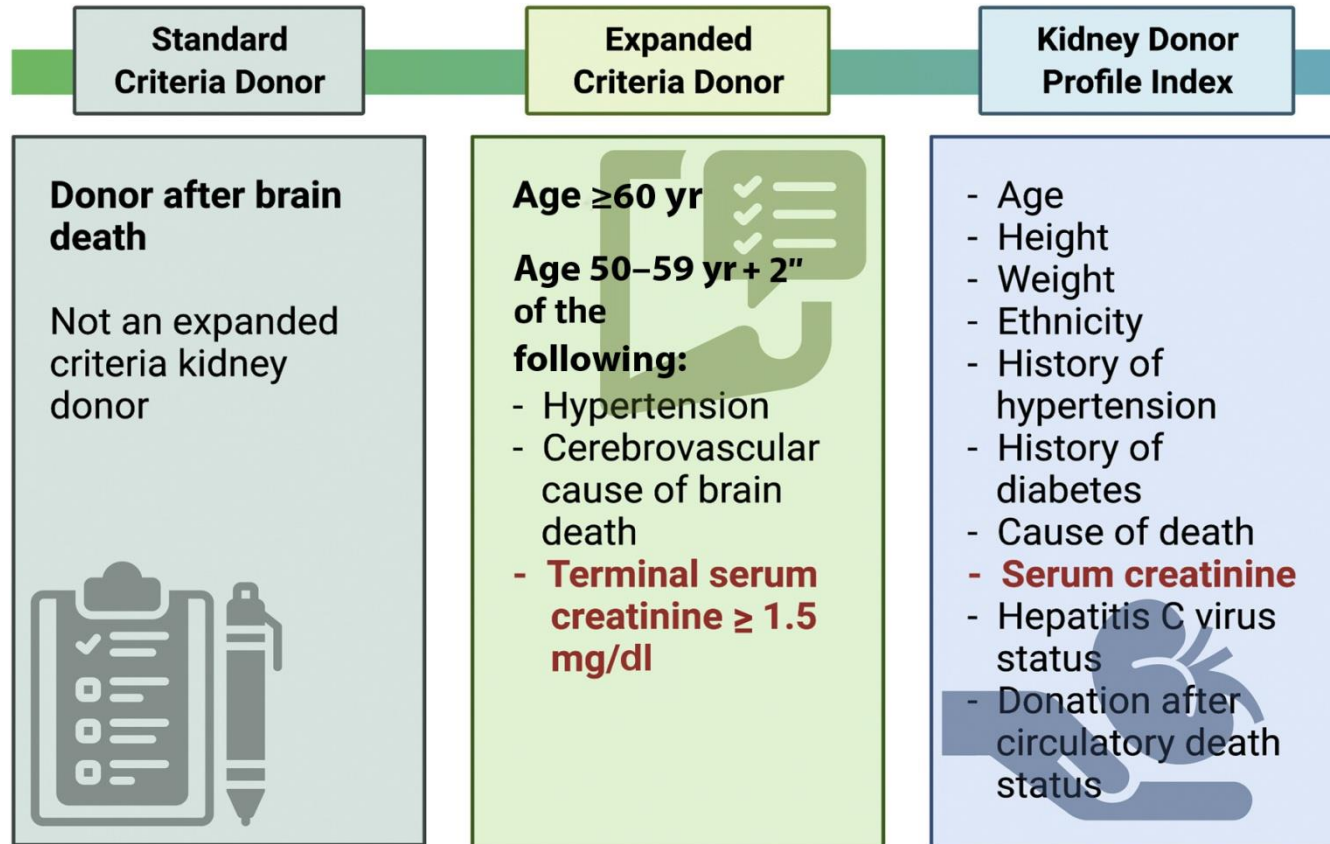 Standard
Criteria Donor
Expanded
Criteria Donor
Kidney Donor
Profile Index
Donor after brain
death
Not an expanded
criteria kidney
donor
Age ≥60 yr
Age 50–59 yr + 2"
of the
following:
- Hypertension
- Cerebrovascular
cause of brain
death
- Terminal serum
creatinine ≥ 1.5
mg/dl
- Age
- Height
- Weight
- Ethnicity
- History of
hypertension
- History of
diabetes
- Cause of death
- Serum creatinine
- Hepatitis C virus
status
- Donation after
circulatory death
status